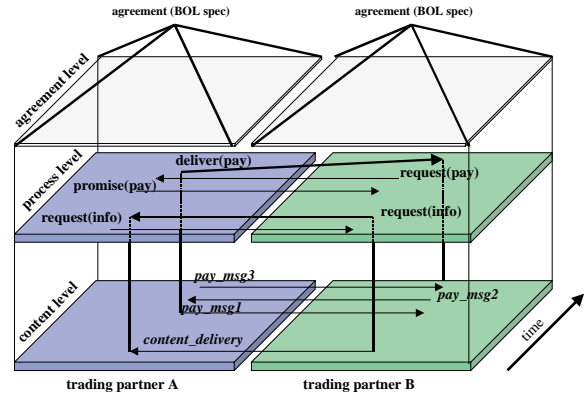 agreement (BOL spec) agreement (BOL spec)
agreement level
deliver(pay)
request(pay)
process level
promise(pay)
request(info) request(info)
pay_msg3
pay_msg2
content level
pay_msg1
time
content_delivery
trading partner A trading partner B